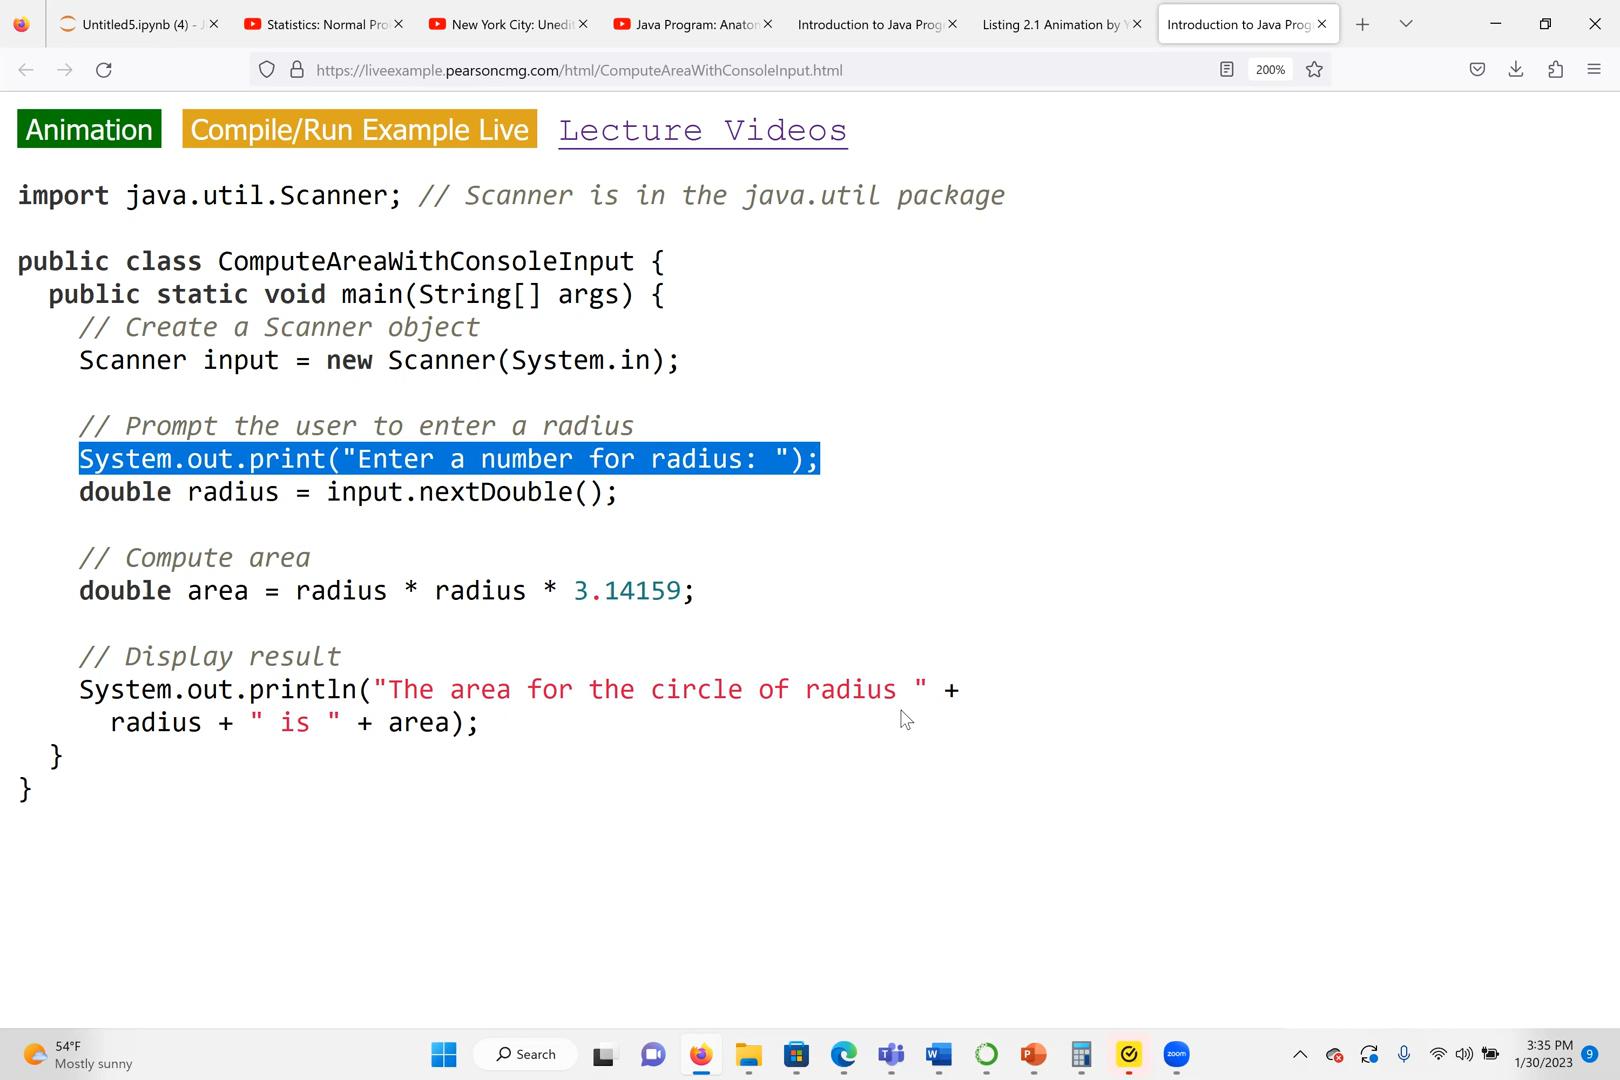 Untitled5.ipynb (4) - J
Statistics: Normal Pro
New York City: Unedit
Java Program: Anaton
Introduction to Java Prog
Listing 2.1 Animation by Y
Introduction to Java Prog
https://liveexample.pearsoncmg.com/html/ComputeAreaWithConsoleInput.html
200%
Animation Compile/Run Example Live Lecture Videos
import java.util.Scanner; // Scanner is in the java.util package
public class ComputeAreaWithConsoleInput {
public static void main(String[] args) {
// Create a Scanner object
Scanner input = new Scanner(System.in);
// Prompt the user to enter a radius
System.out.print("Enter a number for radius: ");
double radius = input.nextDouble();
// Compute area
double area = radius * radius * 3.14159;
// Display result
System.out.println("The area for the circle of radius " +
radius + " is " + area);
}
}
54°F
Mostly sunny
Search
W
P
zoom
3:35 PM
1/30/2023
9